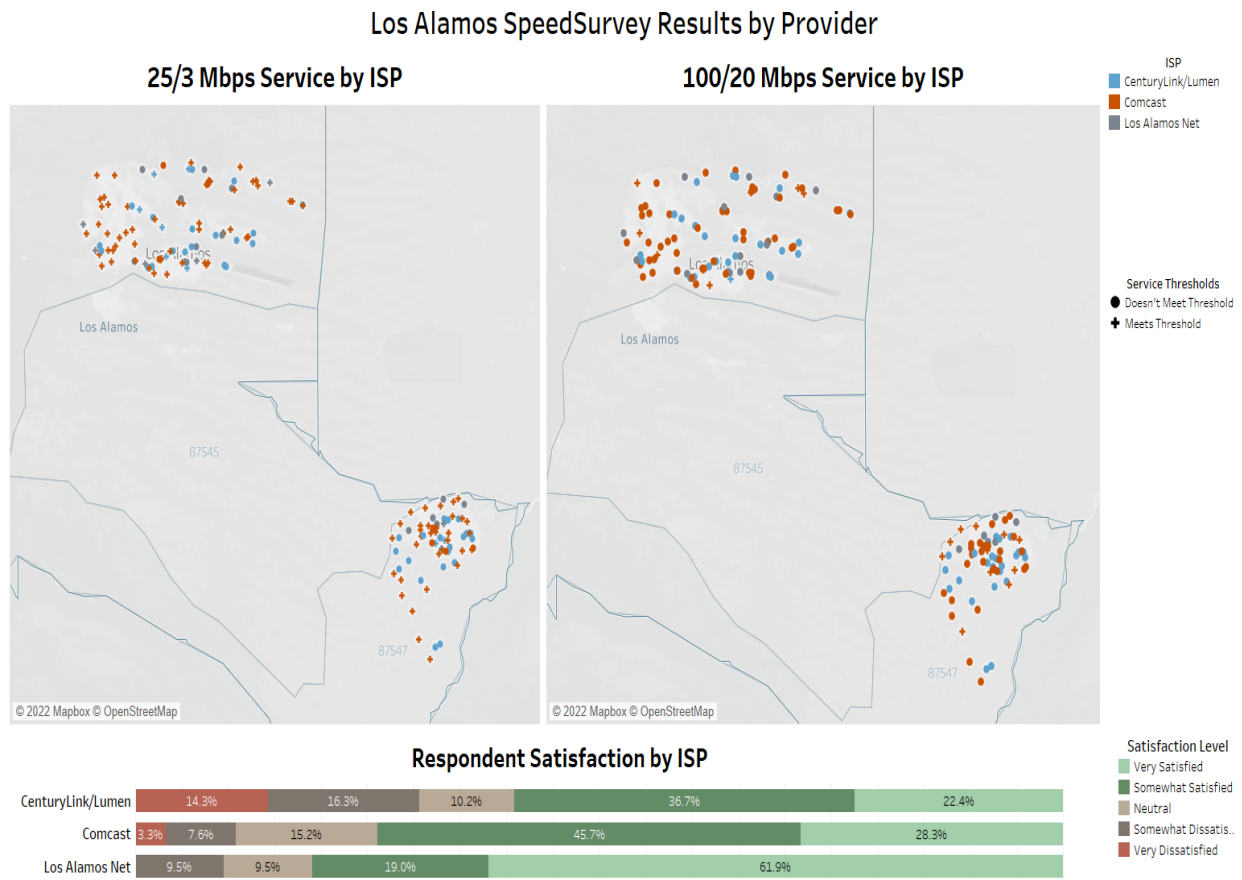 Los Alamos SpeedSurvey Results by Provider
25/3 Mbps Service by ISP
100/20 Mbps Service by ISP
ISP
CenturyLink/Lumen
Comcast
Los Alamos Net
Service Thresholds
Doesn't Meet Threshold
Meets Threshold
Los Alamos
Los Alamos
87545
87547
© 2022 Mapbox © OpenStreetMap
Los Alamos
Los Alamos
87545
87547
© 2022 Mapbox © OpenStreetMap
Respondent Satisfaction by ISP
CenturyLink/Lumen 14.3% 16.3% 10.2% 36.7% 22.4%
Comcast 3.3% 7.6% 15.2% 45.7% 28.3%
Los Alamos Net 9.5% 9.5% 19.0% 61.9%
Satisfaction Level
Very Satisfied
Somewhat Satisfied
Neutral
Somewhat Dissatis..
Very Dissatisfied